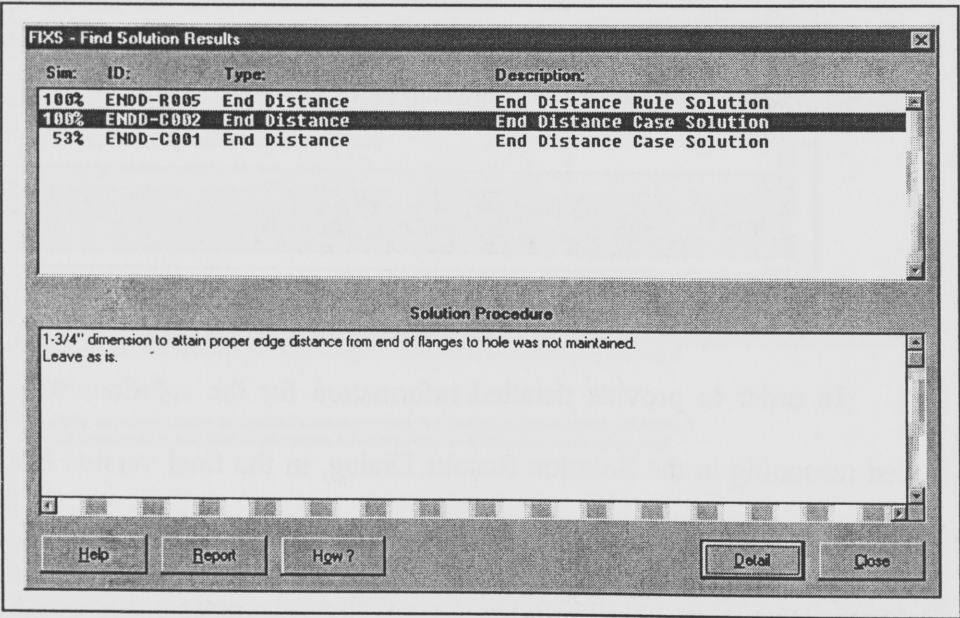 FIXS - Find Solution Results
Sim: ID: Type: Description:
100% ENDD-R005 End Distance End Distance Rule Solution
100% ENDD-C002 End Distance End Distance Case Solution
53% ENDD-C001 End Distance End Distance Case Solution
Solution Procedure
1-3/4" dimension to attain proper edge distance from end of flanges to hole was not maintained.
Leave as is.
Help Report How ? Detail Close